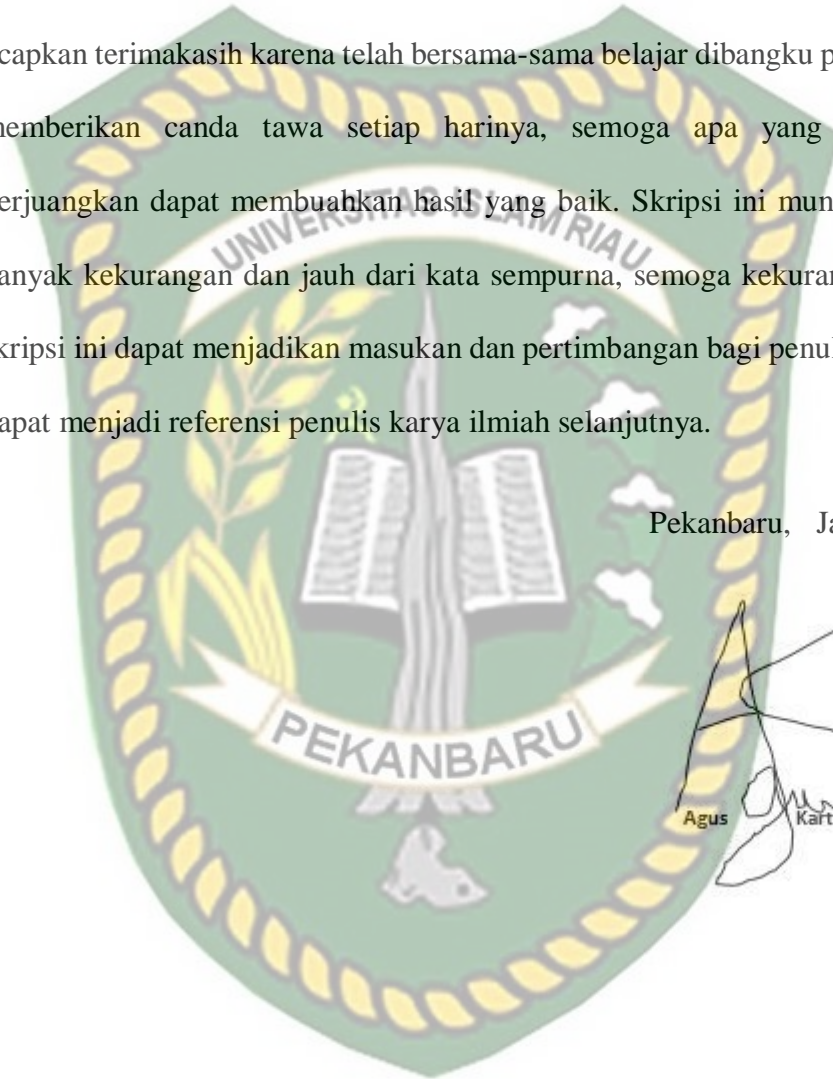 capkan terimakasih karena telah bersama-sama belajar dibangku p
emberikan canda tawa setiap harinya, semoga apa yang
erjuangkan dapat membuahkan hasil yang baik. Skripsi ini mun
anyak kekurangan dan jauh dari kata sempurna, semoga kekuran
kripsi ini dapat menjadikan masukan dan pertimbangan bagi penul
apat menjadi referensi penulis karya ilmiah selanjutnya.
UNIVERSITAS ISLAM RIAU
Pekanbaru, Ja
PEKANBARU
Agus Kart